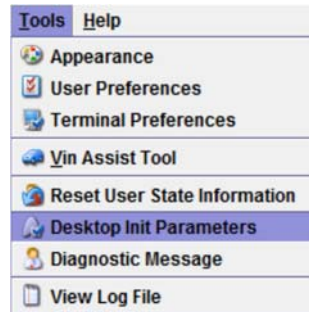 Tools Help
Appearance
User Preferences
Terminal Preferences
Vin Assist Tool
Reset User State Information
Desktop Init Parameters
Diagnostic Message
View Log File